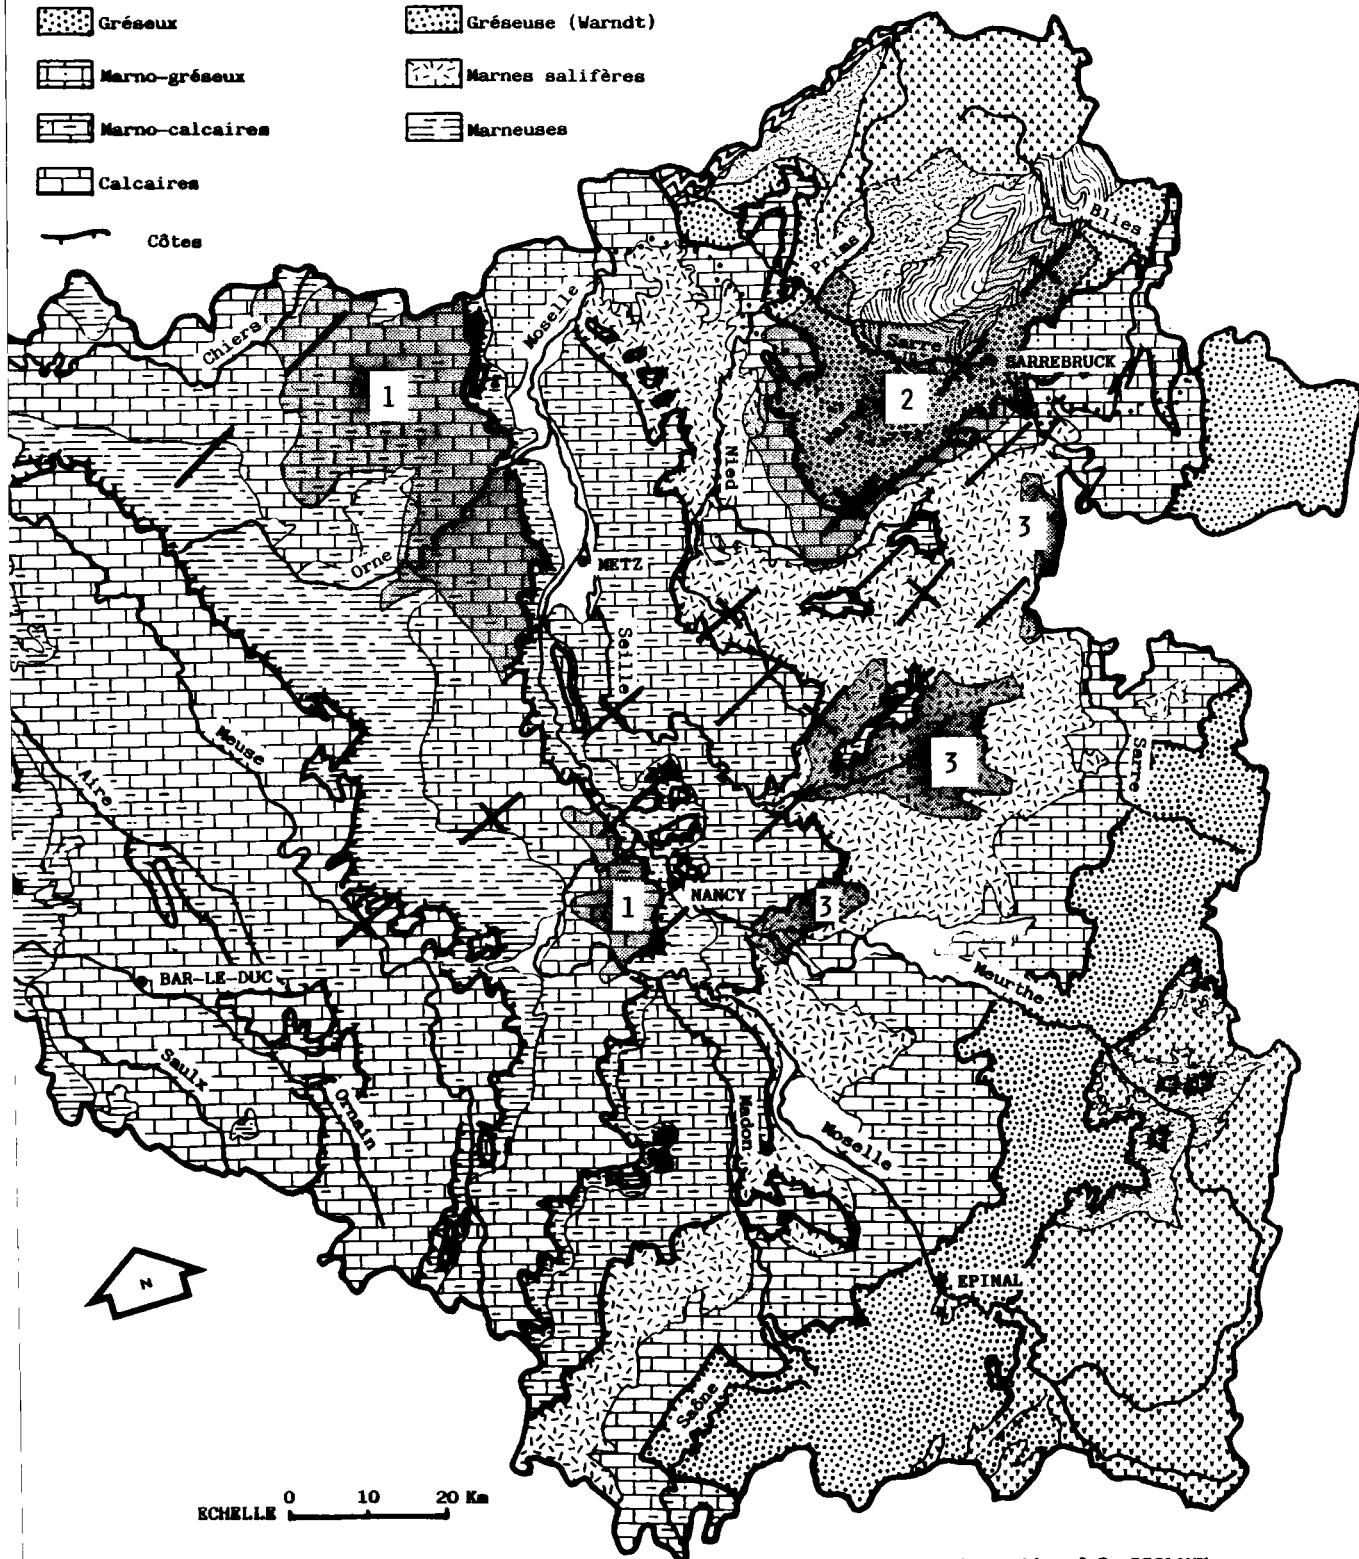 Gréseux
Gréseuse (Warndt)
Marno-gréseux
Marnes salifères
Marno-calcaires
Marneuses
Calcaires
Côtes
Blies
Prims
Moselle
Chiers
Sarre
SARREBRUCK
1
2
Nied
3
Orne
METZ
Seille
Meuse
Sarre
Aire
3
NANCY
1
3
BAR-LE-DUC
Meurthe
Saulx
Ornain
Madon
Moselle
N
EPINAL
Saône
0 10 20 Km
ECHELLE